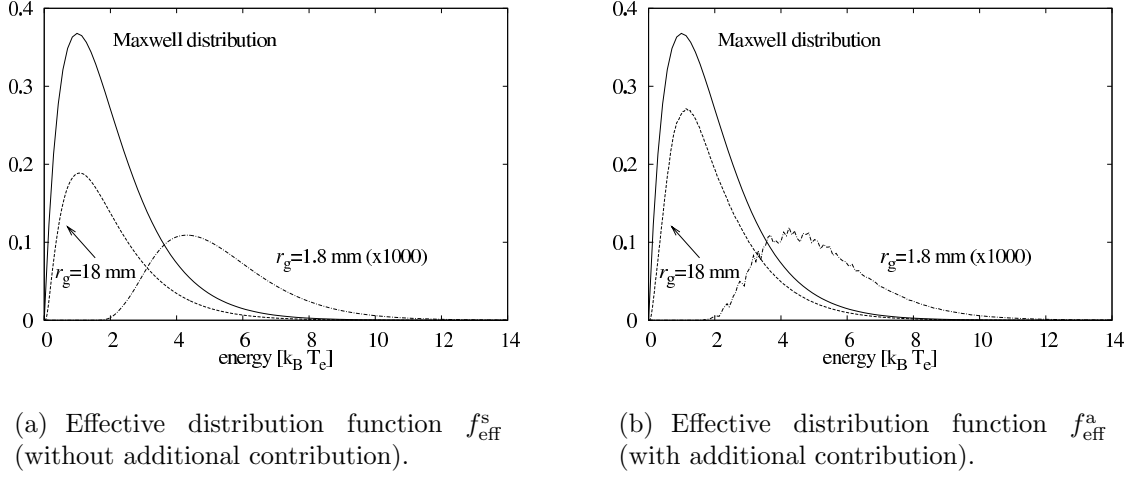 0.4
0.3
0.2
0.1
0
0 2 4 6 8 10 12 14
energy [k_B T_e]
Maxwell distribution
r_g=18 mm
r_g=1.8 mm (x1000)
(a) Effective distribution function f^s_eff
(without additional contribution).
0.4
0.3
0.2
0.1
0
0 2 4 6 8 10 12 14
energy [k_B T_e]
Maxwell distribution
r_g=18 mm
r_g=1.8 mm (x1000)
(b) Effective distribution function f^a_eff
(with additional contribution).